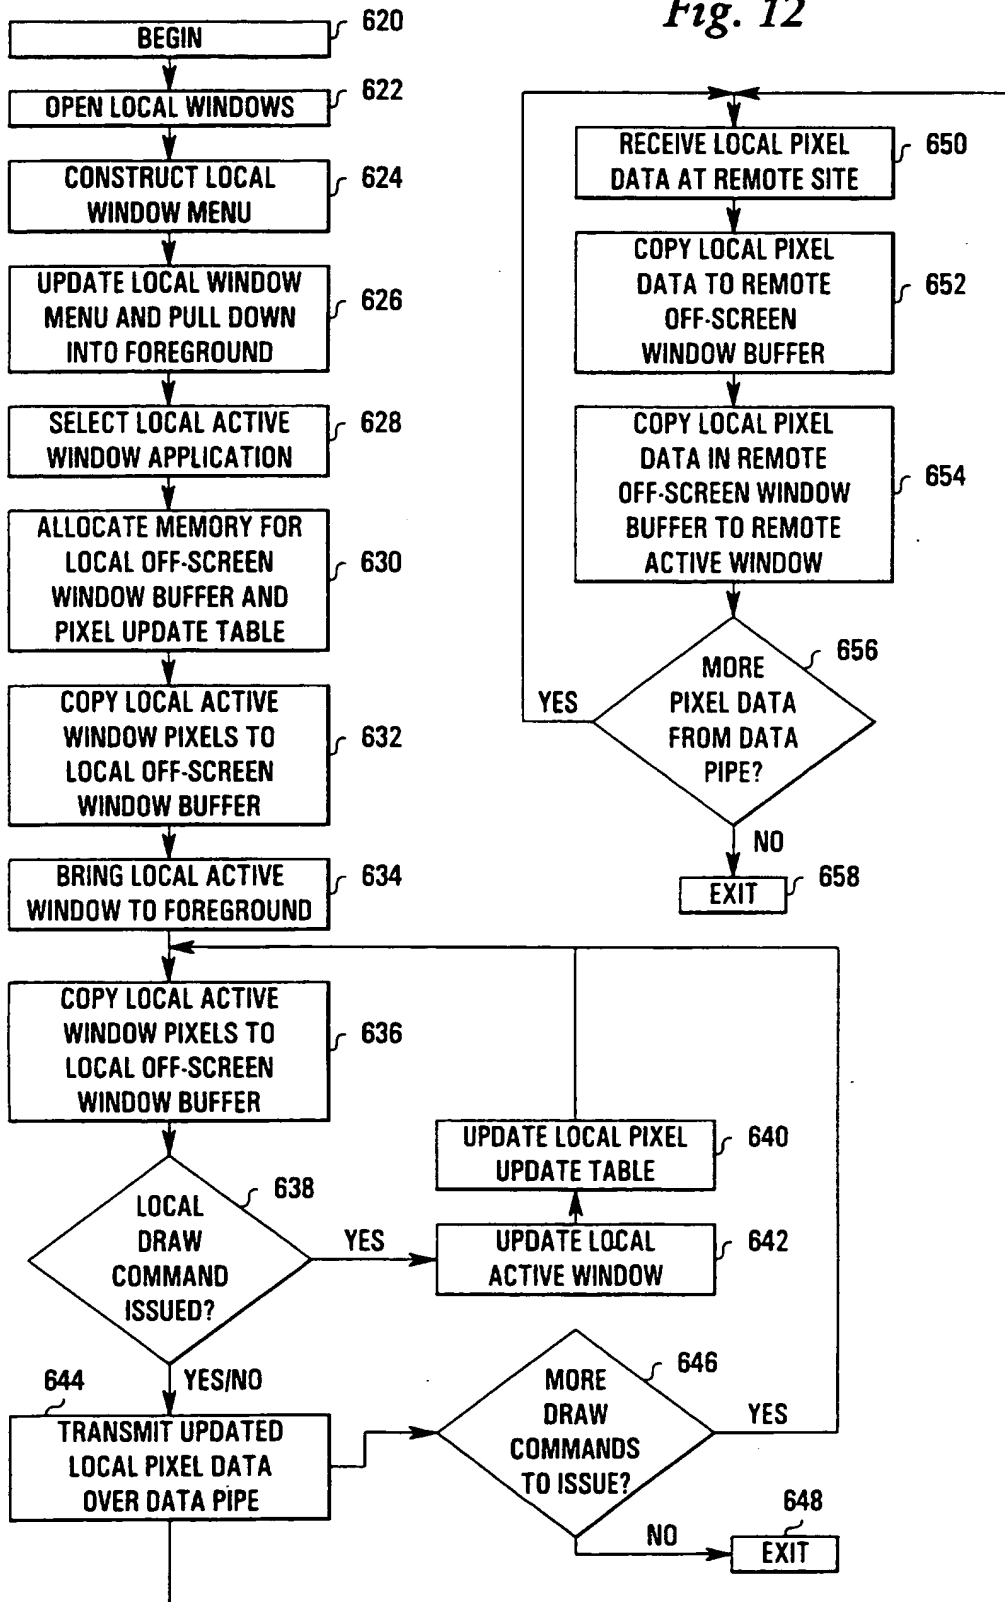 Fig. 12
BEGIN
620
OPEN LOCAL WINDOWS
622
CONSTRUCT LOCAL
WINDOW MENU
624
UPDATE LOCAL WINDOW
MENU AND PULL DOWN
INTO FOREGROUND
626
SELECT LOCAL ACTIVE
WINDOW APPLICATION
628
ALLOCATE MEMORY FOR
LOCAL OFF-SCREEN
WINDOW BUFFER AND
PIXEL UPDATE TABLE
630
COPY LOCAL ACTIVE
WINDOW PIXELS TO
LOCAL OFF-SCREEN
WINDOW BUFFER
632
BRING LOCAL ACTIVE
WINDOW TO FOREGROUND
634
COPY LOCAL ACTIVE
WINDOW PIXELS TO
LOCAL OFF-SCREEN
WINDOW BUFFER
636
LOCAL
DRAW
COMMAND
ISSUED?
638
YES
UPDATE LOCAL PIXEL
UPDATE TABLE
640
UPDATE LOCAL
ACTIVE WINDOW
642
YES/NO
644
TRANSMIT UPDATED
LOCAL PIXEL DATA
OVER DATA PIPE
MORE
DRAW
COMMANDS
TO ISSUE?
646
YES
NO
648
EXIT
RECEIVE LOCAL PIXEL
DATA AT REMOTE SITE
650
COPY LOCAL PIXEL
DATA TO REMOTE
OFF-SCREEN
WINDOW BUFFER
652
COPY LOCAL PIXEL
DATA IN REMOTE
OFF-SCREEN WINDOW
BUFFER TO REMOTE
ACTIVE WINDOW
654
MORE
PIXEL DATA
FROM DATA
PIPE?
656
YES
NO
EXIT
658